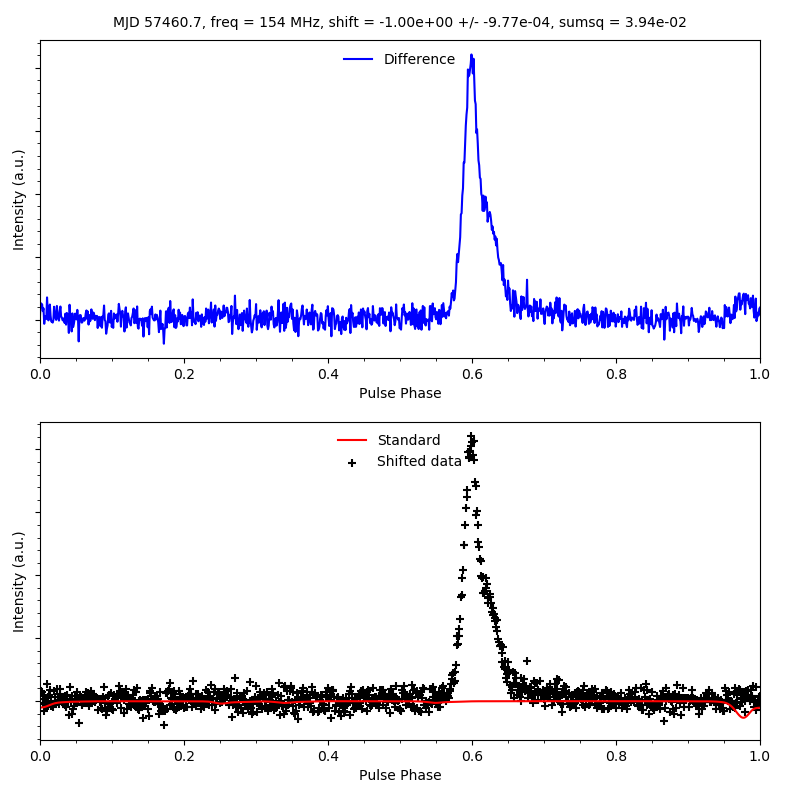 MJD 57460.7, freq = 154 MHz, shift = -1.00e+00 +/- -9.77e-04, sumsq = 3.94e-02
Difference
Intensity (a.u.)
0.0 0.2 0.4 0.6 0.8 1.0
Pulse Phase
Standard
Shifted data
Intensity (a.u.)
0.0 0.2 0.4 0.6 0.8 1.0
Pulse Phase